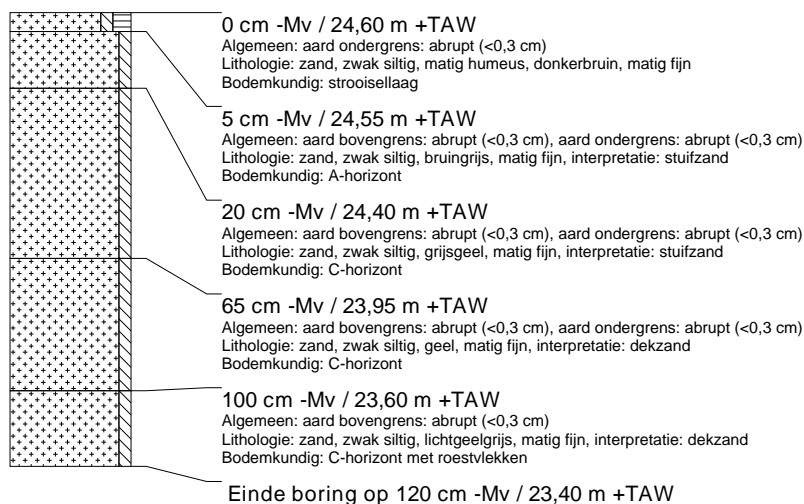 0 cm -Mv / 24,60 m +TAW
Algemeen: aard ondergrens: abrupt (<0,3 cm)
Lithologie: zand, zwak siltig, matig humeus, donkerbruin, matig fijn
Bodemkundig: strooisellaag
5 cm -Mv / 24,55 m +TAW
Algemeen: aard bovengrens: abrupt (<0,3 cm), aard ondergrens: abrupt (<0,3 cm)
Lithologie: zand, zwak siltig, bruingrijs, matig fijn, interpretatie: stuifzand
Bodemkundig: A-horizont
20 cm -Mv / 24,40 m +TAW
Algemeen: aard bovengrens: abrupt (<0,3 cm), aard ondergrens: abrupt (<0,3 cm)
Lithologie: zand, zwak siltig, grijsgeel, matig fijn, interpretatie: stuifzand
Bodemkundig: C-horizont
65 cm -Mv / 23,95 m +TAW
Algemeen: aard bovengrens: abrupt (<0,3 cm), aard ondergrens: abrupt (<0,3 cm)
Lithologie: zand, zwak siltig, geel, matig fijn, interpretatie: dekzand
Bodemkundig: C-horizont
100 cm -Mv / 23,60 m +TAW
Algemeen: aard bovengrens: abrupt (<0,3 cm)
Lithologie: zand, zwak siltig, lichtgeelgrijs, matig fijn, interpretatie: dekzand
Bodemkundig: C-horizont met roestvlekken
Einde boring op 120 cm -Mv / 23,40 m +TAW